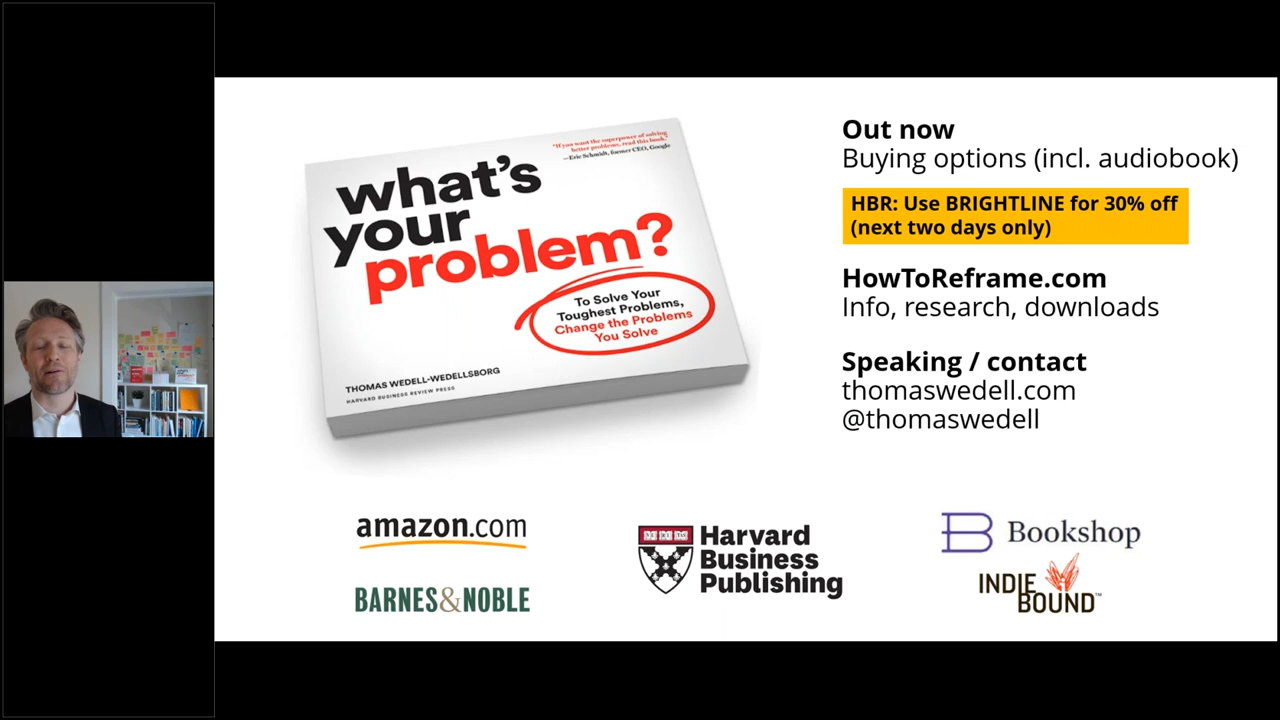 "If you want the superpower of solving
better problems, read this book."
—Eric Schmidt, former CEO, Google
what's
your
problem?
To Solve Your
Toughest Problems,
Change the Problems
You Solve
THOMAS WEDELL-WEDELLSBORG
HARVARD BUSINESS REVIEW PRESS
Out now
Buying options (incl. audiobook)
HBR: Use BRIGHTLINE for 30% off
(next two days only)
HowToReframe.com
Info, research, downloads
Speaking / contact
thomaswedell.com
@thomaswedell
amazon.com
BARNES&NOBLE
Harvard
Business
Publishing
Bookshop
INDIE
BOUND™